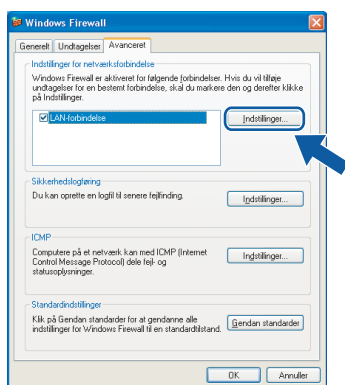 Windows Firewall
Generelt Undtagelser Avanceret
Indstillinger for netværksforbindelse
Windows Firewall er aktiveret for følgende forbindelser. Hvis du vil tilføje
undtagelser for en bestemt forbindelse, skal du markere den og derefter klikke
på Indstillinger.
LAN-forbindelse
Indstillinger...
Sikkerhedslogføring
Du kan oprette en logfil til senere fejlfinding.
Indstillinger...
ICMP
Computere på et netværk kan med ICMP (Internet
Control Message Protocol) dele fejl- og
statusoplysninger.
Indstillinger...
Standardindstillinger
Klik på Gendan standarder for at gendanne alle
indstillinger for Windows Firewall til en standardtilstand.
Gendan standarder
OK Annuller